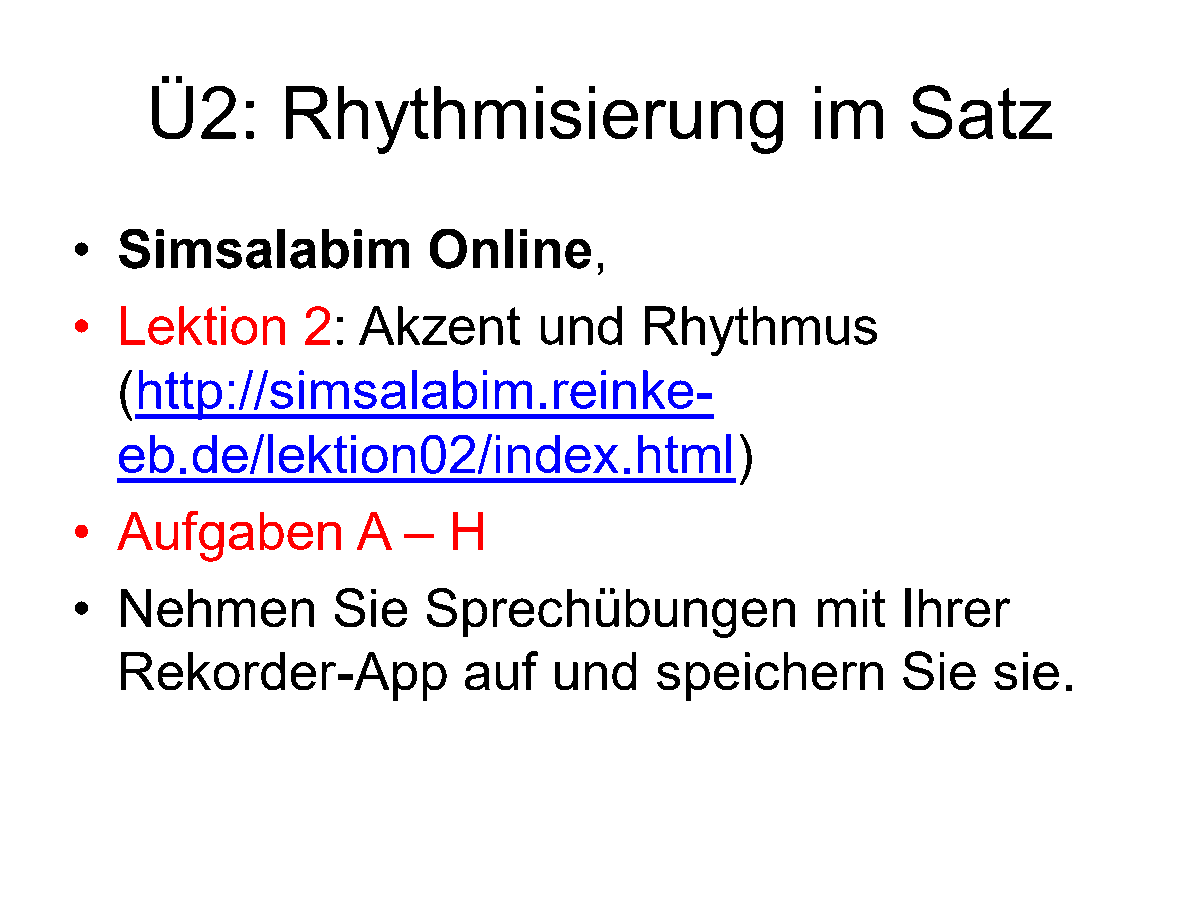 Ü2: Rhythmisierung im Satz
• Simsalabim Online,
• Lektion 2: Akzent und Rhythmus
(http://simsalabim.reinke-
eb.de/lektion02/index.html)
• Aufgaben A – H
• Nehmen Sie Sprechübungen mit Ihrer
Rekorder-App auf und speichern Sie sie.